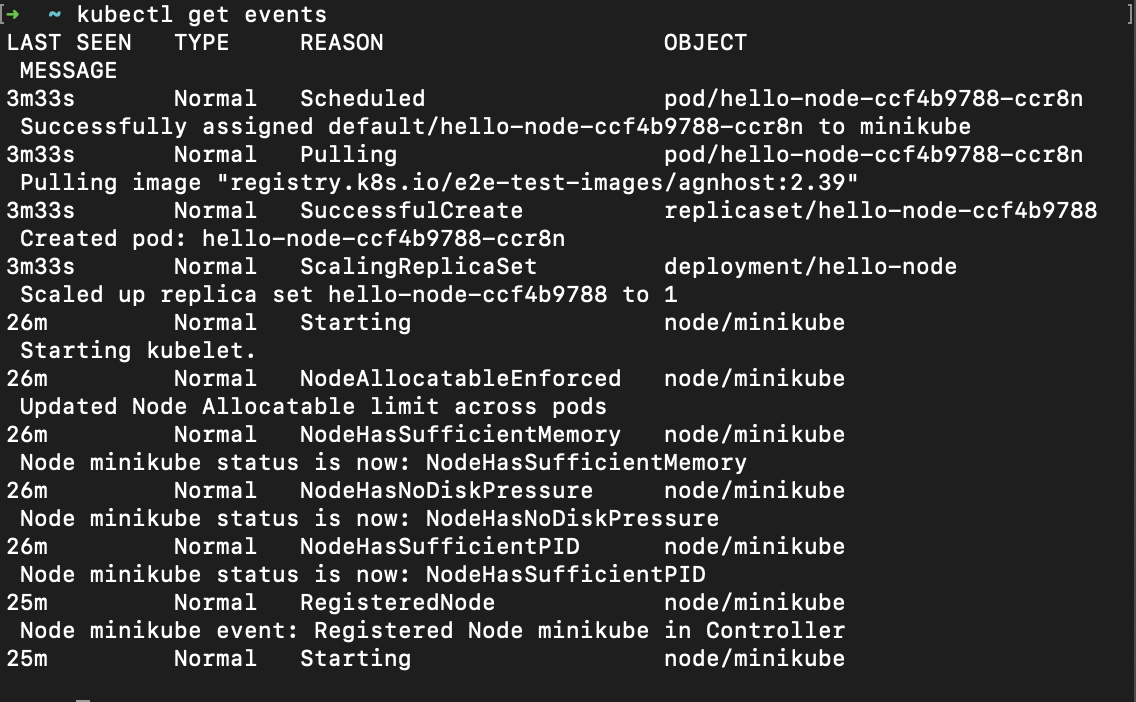 [➜  ~ kubectl get events ]
LAST SEEN   TYPE     REASON                    OBJECT
 MESSAGE
3m33s       Normal   Scheduled                 pod/hello-node-ccf4b9788-ccr8n
 Successfully assigned default/hello-node-ccf4b9788-ccr8n to minikube
3m33s       Normal   Pulling                   pod/hello-node-ccf4b9788-ccr8n
 Pulling image "registry.k8s.io/e2e-test-images/agnhost:2.39"
3m33s       Normal   SuccessfulCreate          replicaset/hello-node-ccf4b9788
 Created pod: hello-node-ccf4b9788-ccr8n
3m33s       Normal   ScalingReplicaSet         deployment/hello-node
 Scaled up replica set hello-node-ccf4b9788 to 1
26m         Normal   Starting                  node/minikube
 Starting kubelet.
26m         Normal   NodeAllocatableEnforced   node/minikube
 Updated Node Allocatable limit across pods
26m         Normal   NodeHasSufficientMemory   node/minikube
 Node minikube status is now: NodeHasSufficientMemory
26m         Normal   NodeHasNoDiskPressure     node/minikube
 Node minikube status is now: NodeHasNoDiskPressure
26m         Normal   NodeHasSufficientPID      node/minikube
 Node minikube status is now: NodeHasSufficientPID
25m         Normal   RegisteredNode            node/minikube
 Node minikube event: Registered Node minikube in Controller
25m         Normal   Starting                  node/minikube